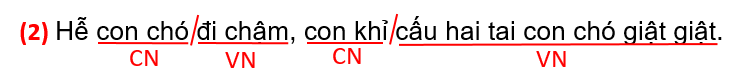 (2) Hễ con chó/đi chậm, con khỉ/cấu hai tai con chó giật giật.
CN VN CN VN